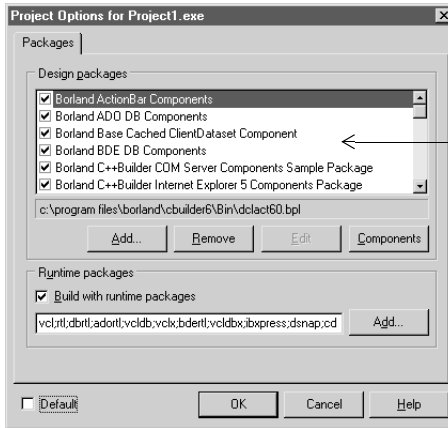 Project Options for Project1.exe
Packages
Design packages
Borland ActionBar Components
Borland ADO DB Components
Borland Base Cached ClientDataset Component
Borland BDE DB Components
Borland C++Builder COM Server Components Sample Package
Borland C++Builder Internet Explorer 5 Components Package
c:\program files\borland\cbuilder6\Bin\dclact60.bpl
Add... Remove Edit Components
Runtime packages
Build with runtime packages
vcl;rtl;dbrtl;adortl;vcldb;vclx;bdertl;vcldbx;ibxpress;dsnap;cd Add...
Default OK Cancel Help